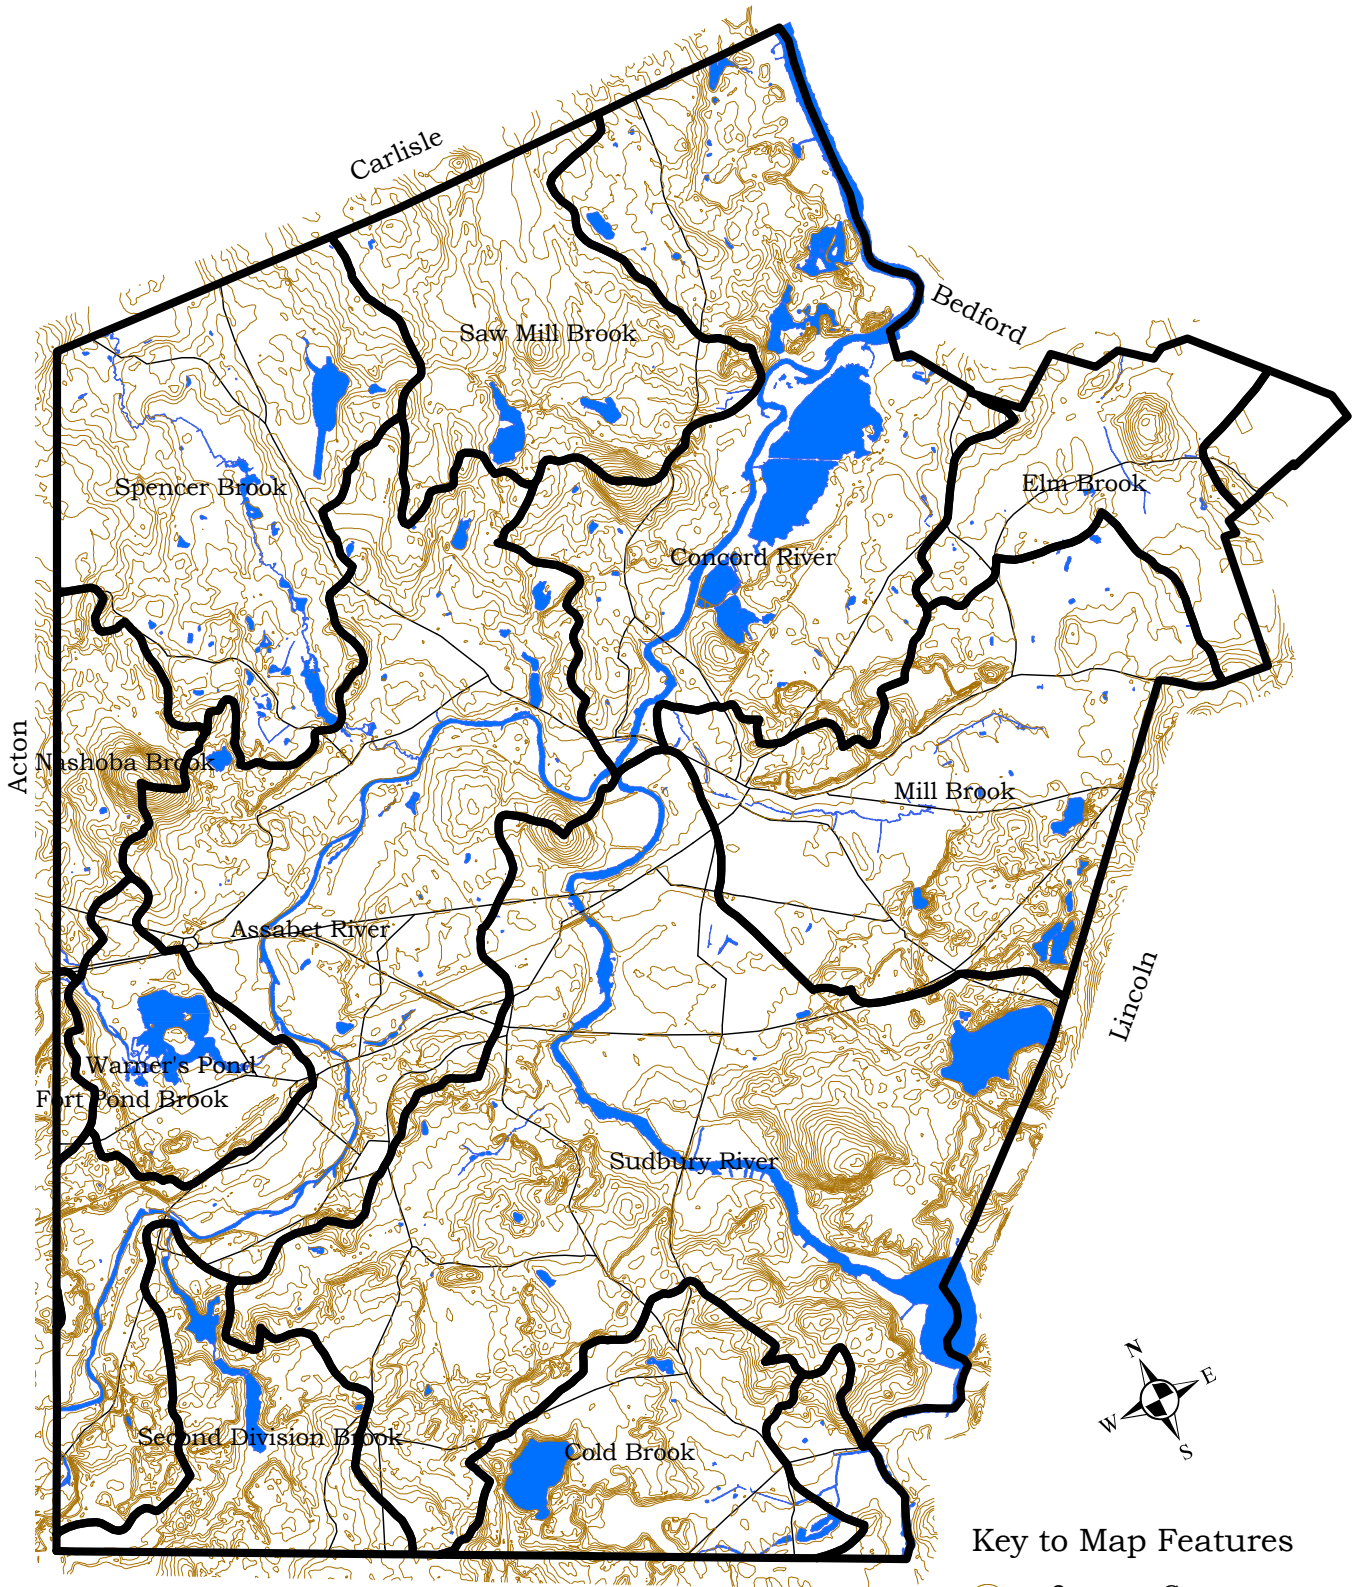 Carlisle
Bedford
Saw Mill Brook
Spencer Brook
Elm Brook
Concord River
Acton
Nashoba Brook
Mill Brook
Assabet River
Lincoln
Warner's Pond
Fort Pond Brook
Sudbury River
N
E
W
S
Second Division Brook
Cold Brook
Key to Map Features